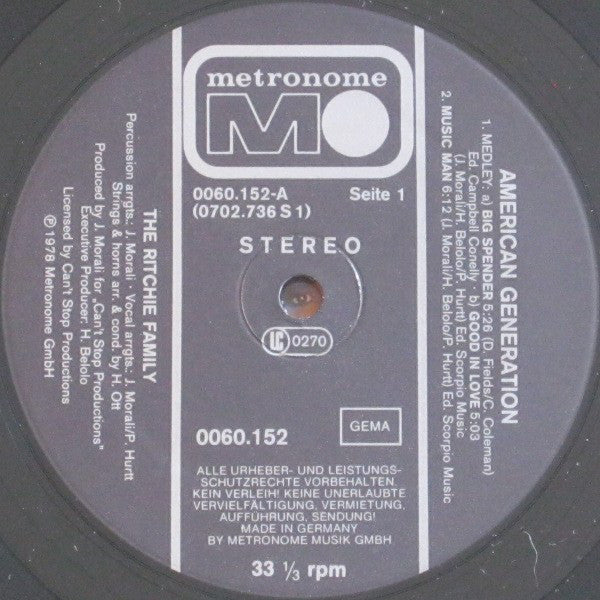 metronome
M
0060.152-A Seite 1
(0702.736 S 1)
STEREO
LC 0270
0060.152
GEMA
ALLE URHEBER- UND LEISTUNGS-
SCHUTZRECHTE VORBEHALTEN.
KEIN VERLEIH! KEINE UNERLAUBTE
VERVIELFÄLTIGUNG, VERMIETUNG,
AUFFÜHRUNG, SENDUNG!
MADE IN GERMANY
BY METRONOME MUSIK GMBH
33 1/3 rpm
AMERICAN GENERATION
1. MEDLEY: a) BIG SPENDER 5:26 (D. Fields/C. Coleman)
Ed. Campbell Conelly · b) GOOD IN LOVE 5:03
(J. Morali/H. Belolo/P. Hurtt) Ed. Scorpio Music
2. MUSIC MAN 6:12 (J. Morali/H. Belolo/P. Hurtt) Ed. Scorpio Music
THE RITCHIE FAMILY
Percussion arrgts.: J. Morali · Vocal arrgts.: J. Morali/P. Hurtt
Strings & horns arr. & cond. by H. Ott
Produced by J. Morali for „Can't Stop Productions"
Executive Producer: H. Belolo
Licensed by Can't Stop Productions
Ⓟ 1978 Metronome GmbH